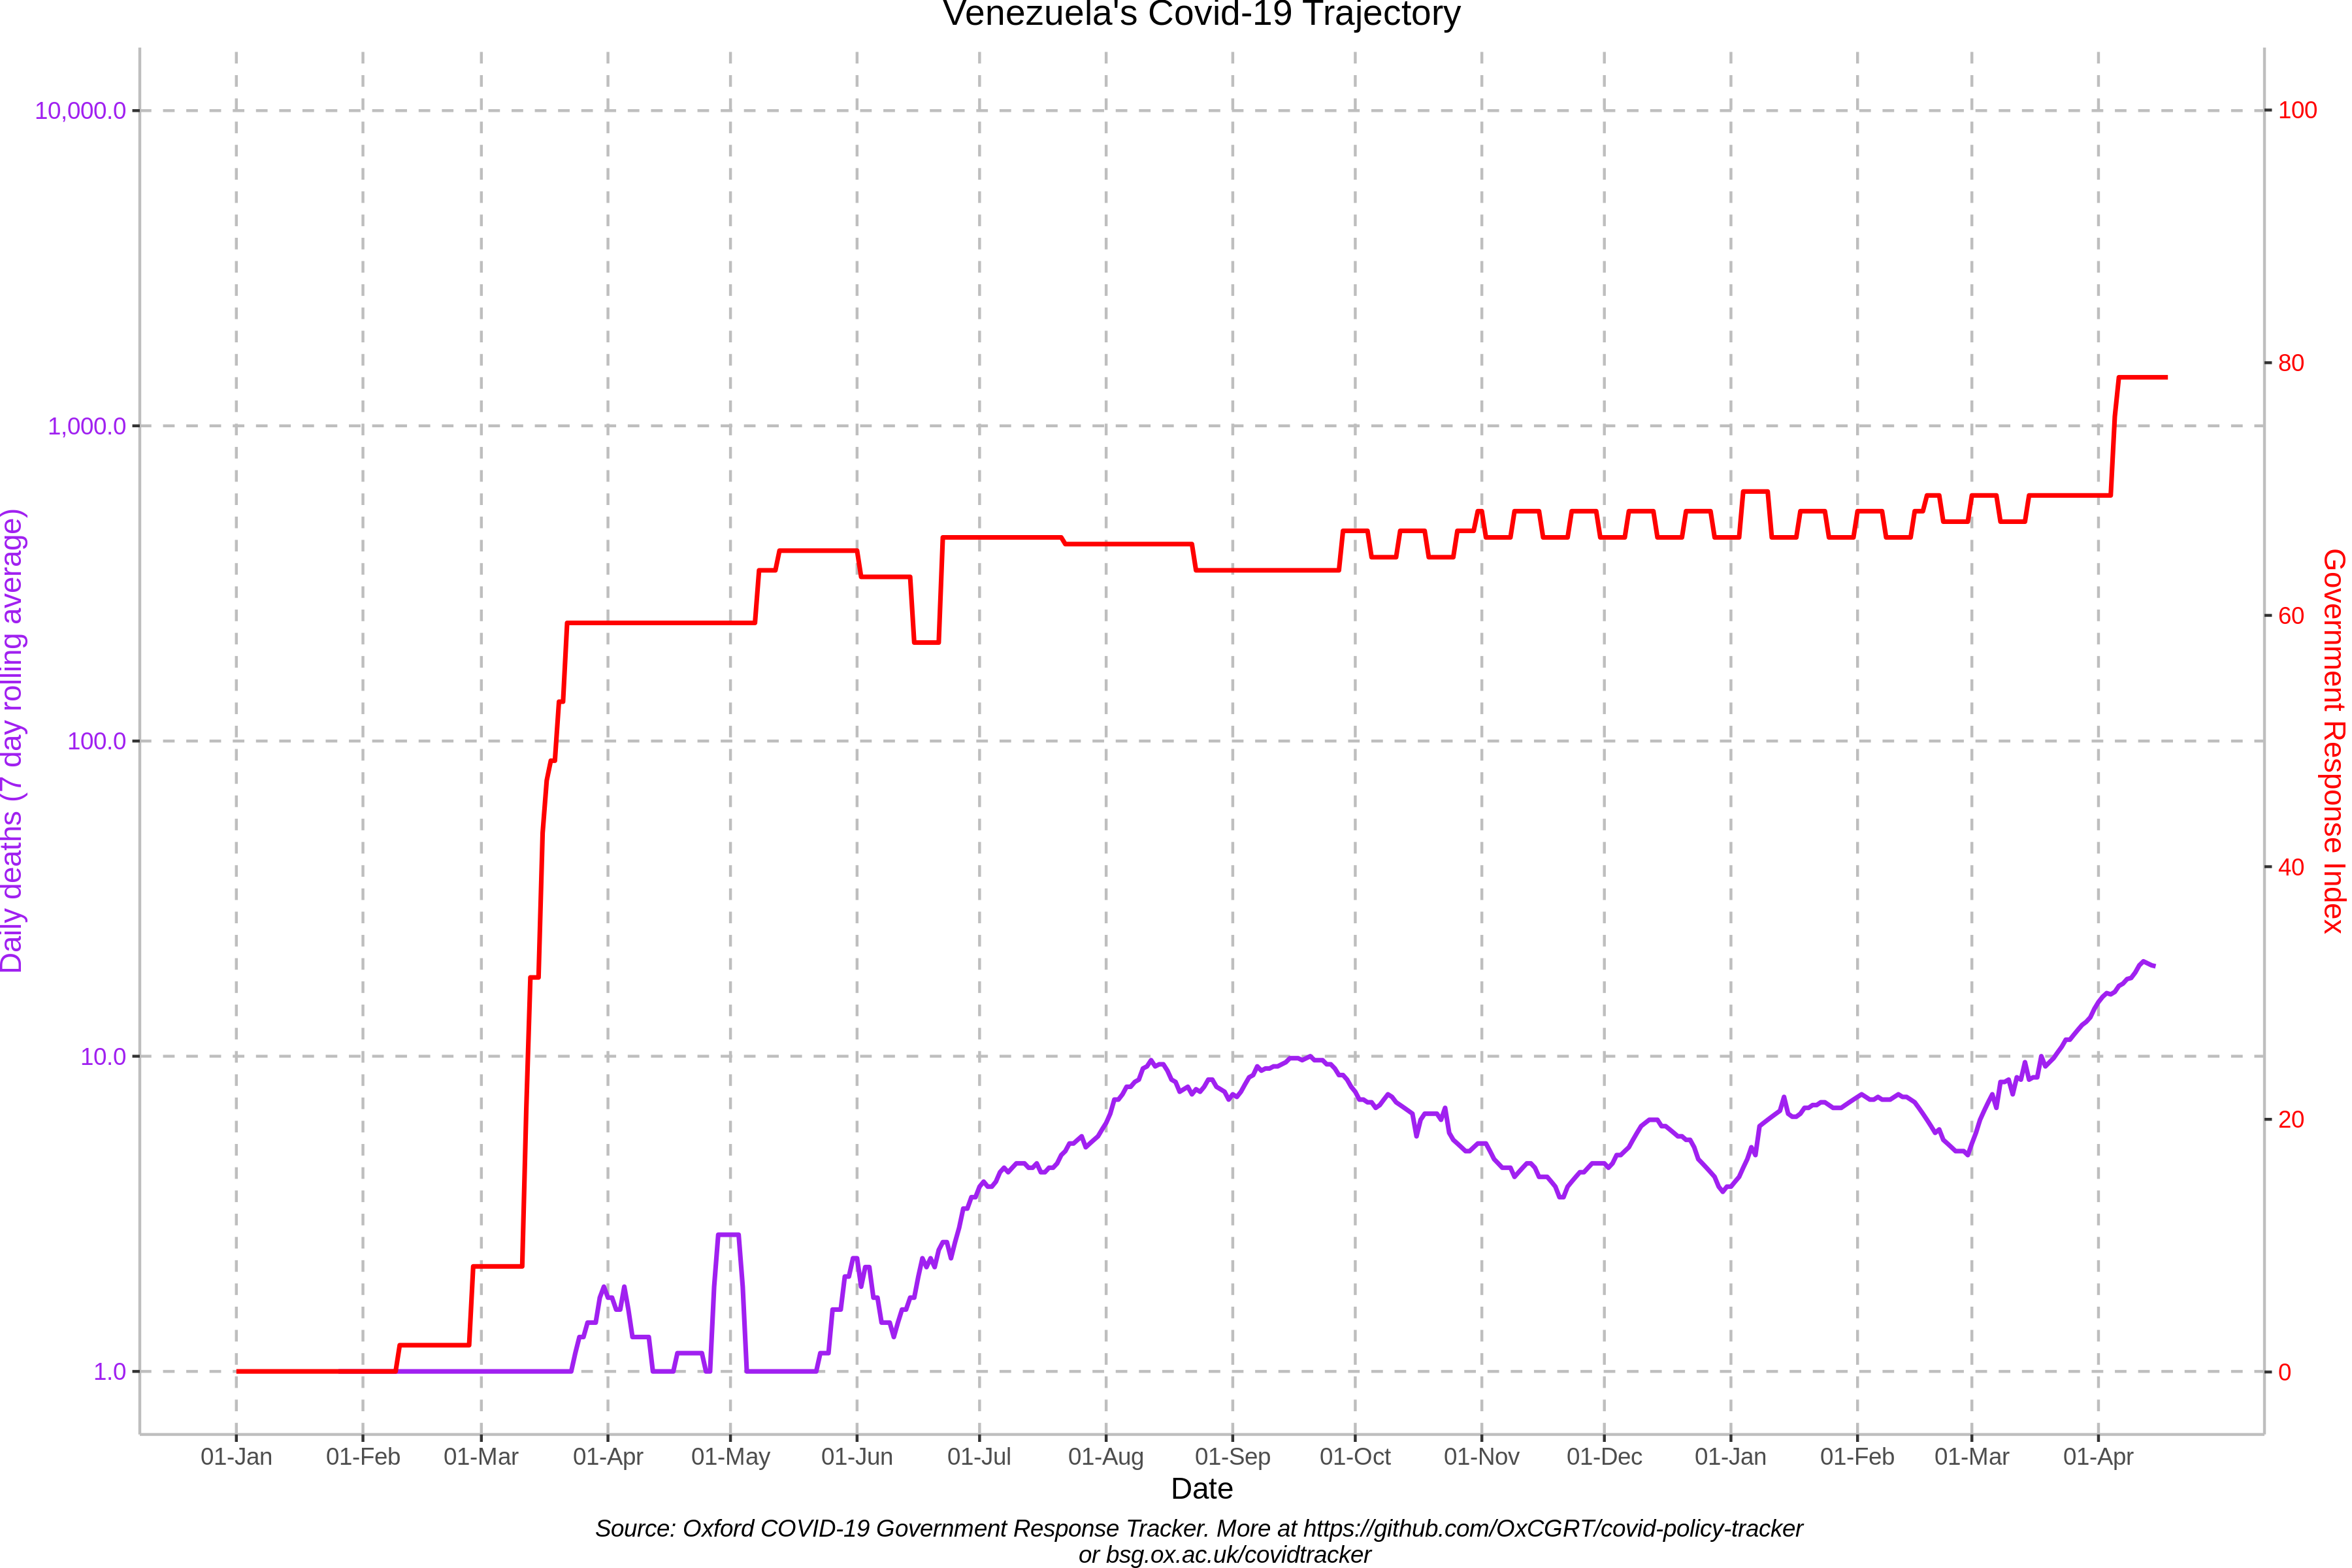 Venezuela's Covid-19 Trajectory
10,000.0
1,000.0
100.0
10.0
1.0
Daily deaths (7 day rolling average)
100
80
60
40
20
0
Government Response Index
01-Jan 01-Feb 01-Mar 01-Apr 01-May 01-Jun 01-Jul 01-Aug 01-Sep 01-Oct 01-Nov 01-Dec 01-Jan 01-Feb 01-Mar 01-Apr
Date
Source: Oxford COVID-19 Government Response Tracker. More at https://github.com/OxCGRT/covid-policy-tracker
or bsg.ox.ac.uk/covidtracker